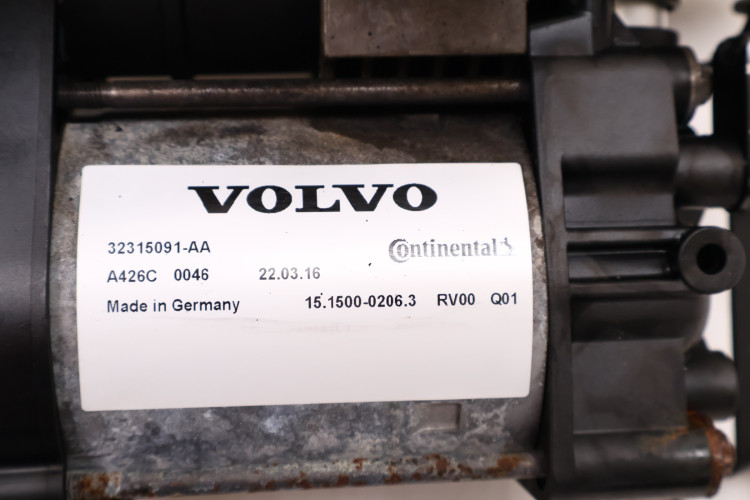 VOLVO
32315091-AA Continental
A426C 0046 22.03.16
Made in Germany 15.1500-0206.3 RV00 Q01